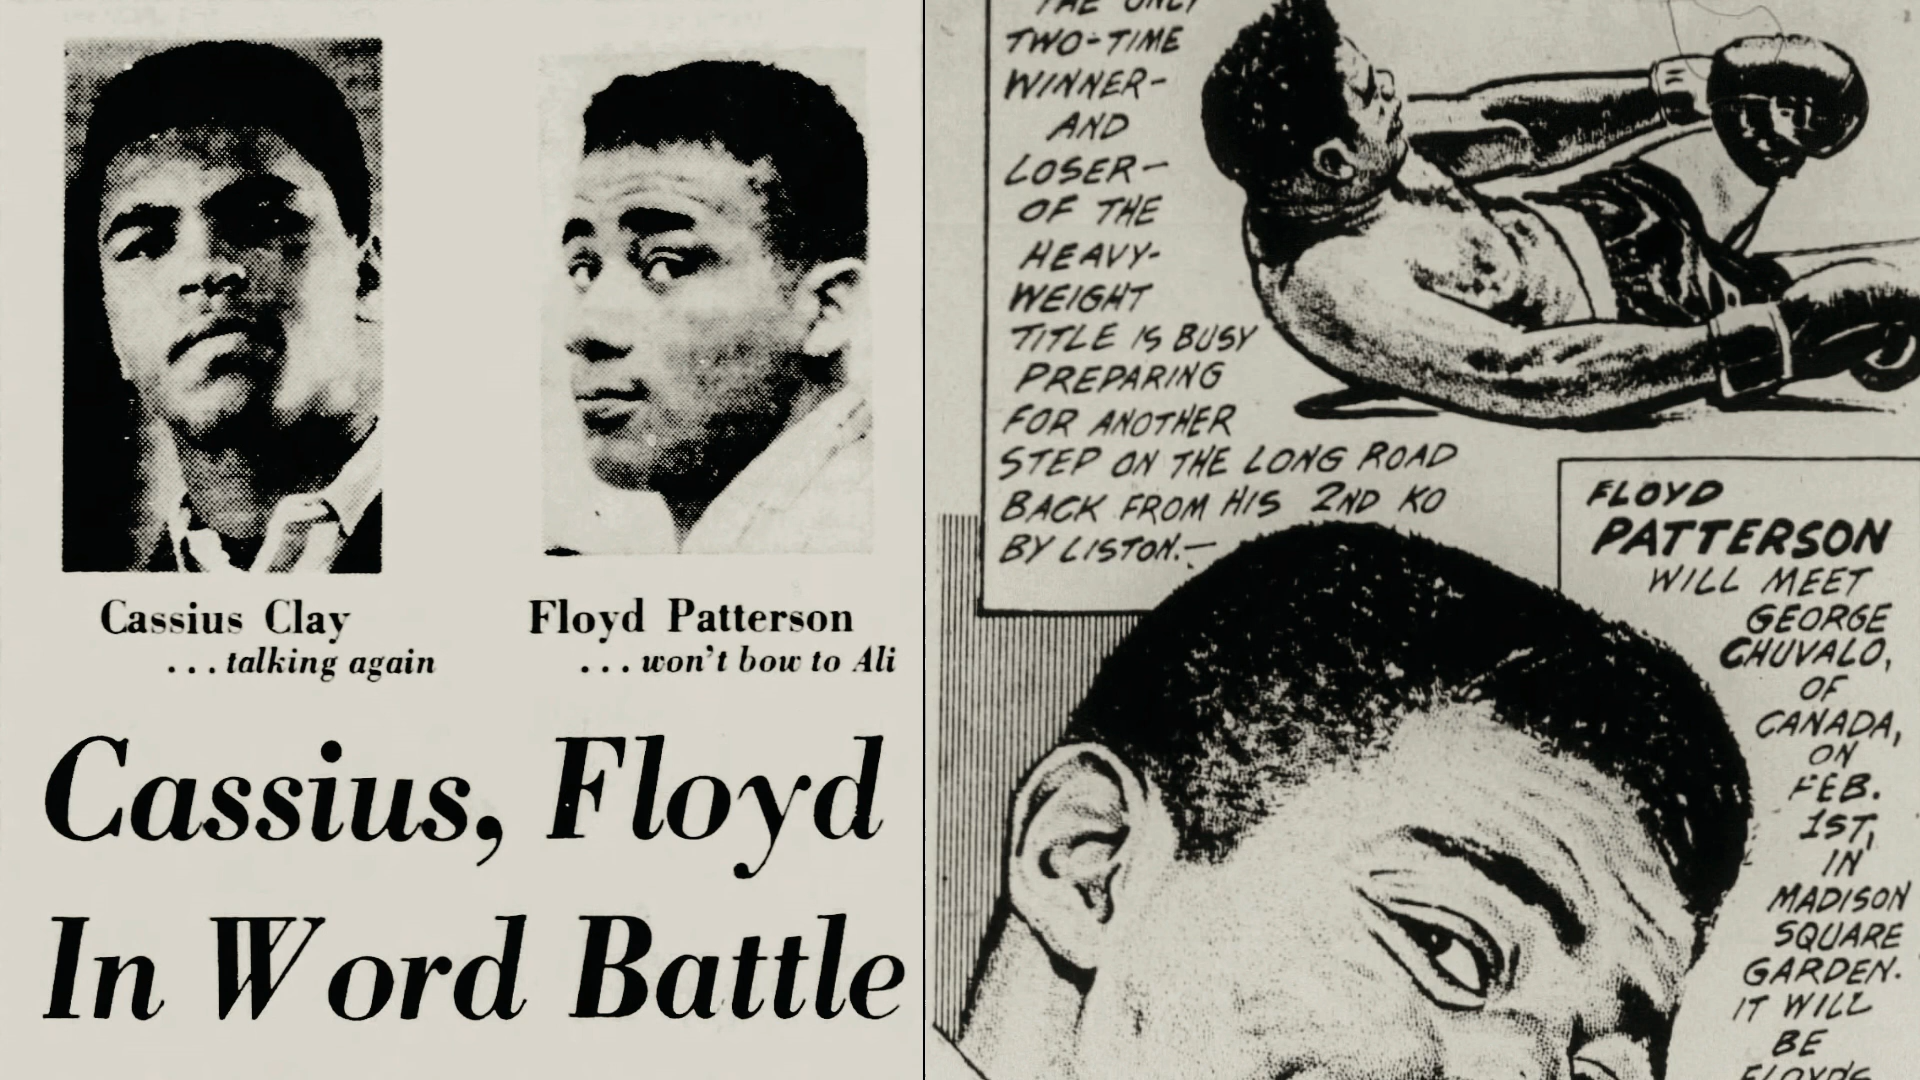 Cassius Clay
...talking again
Floyd Patterson
...won't bow to Ali
Cassius, Floyd
In Word Battle
THE ONLY
TWO-TIME
WINNER-
AND
LOSER-
OF THE
HEAVY-
WEIGHT
TITLE IS BUSY
PREPARING
FOR ANOTHER
STEP ON THE LONG ROAD
BACK FROM HIS 2ND KO
BY LISTON.—
FLOYD
PATTERSON
WILL MEET
GEORGE
CHUVALO,
OF
CANADA,
ON
FEB.
1ST,
IN
MADISON
SQUARE
GARDEN.
IT WILL
BE
FLOYD'S